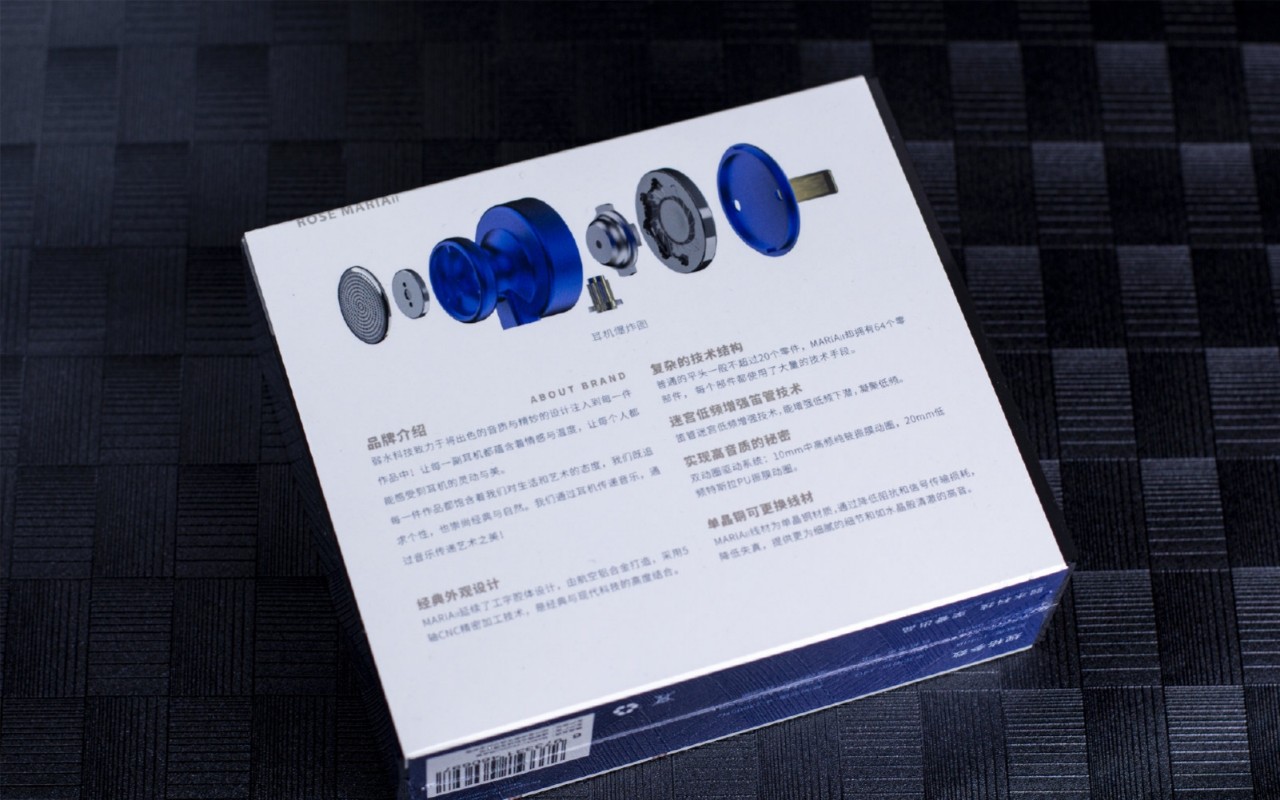 ROSE MARIAII
耳机爆炸图
ABOUT BRAND
品牌介绍
弱水科技致力于将出色的音质与精妙的设计注入到每一件
作品中！让每一副耳机都蕴含着情感与温度，让每个人都
能感受到耳机的灵动与美。
每一件作品都饱含着我们对生活和艺术的态度，我们既追
求个性，也崇尚经典与自然。我们通过耳机传递音乐，通
过音乐传递艺术之美！
经典外观设计
MARIAII延续了工字腔体设计，由航空铝合金打造，采用5
轴CNC精密加工技术，是经典与现代科技的高度结合。
复杂的技术结构
普通的平头一般不超过20个零件，MARIAII却拥有64个零
部件，每个部件都使用了大量的技术手段。
迷宫低频增强笛管技术
笛管迷宫低频增强技术，能增强低频下潜，凝聚低频。
实现高音质的秘密
双动圈驱动系统：10mm中高频纯铍振膜动圈，20mm低
频特斯拉PU振膜动圈。
单晶铜可更换线材
MARIAII线材为单晶铜材质，通过降低阻抗和信号传输损耗，
降低失真，提供更为细腻的细节和如水晶般清澈的高音。
规格参数
弱水科技